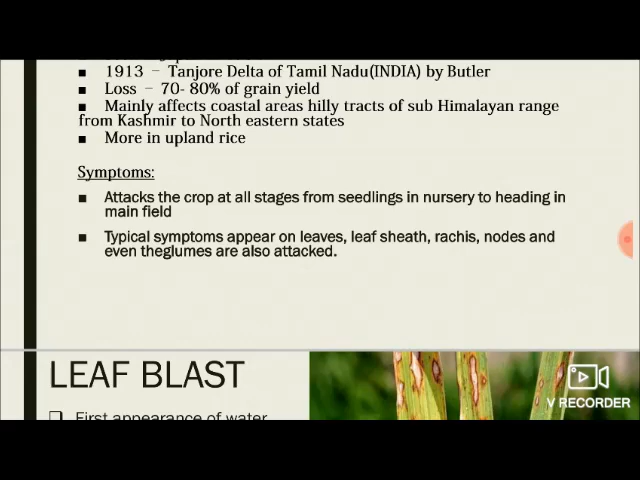 ■ 1913 – Tanjore Delta of Tamil Nadu(INDIA) by Butler
■ Loss – 70- 80% of grain yield
■ Mainly affects coastal areas hilly tracts of sub Himalayan range
from Kashmir to North eastern states
■ More in upland rice
Symptoms:
■ Attacks the crop at all stages from seedlings in nursery to heading in
main field
■ Typical symptoms appear on leaves, leaf sheath, rachis, nodes and
even theglumes are also attacked.
LEAF BLAST
❑ First appearance of water
V RECORDER